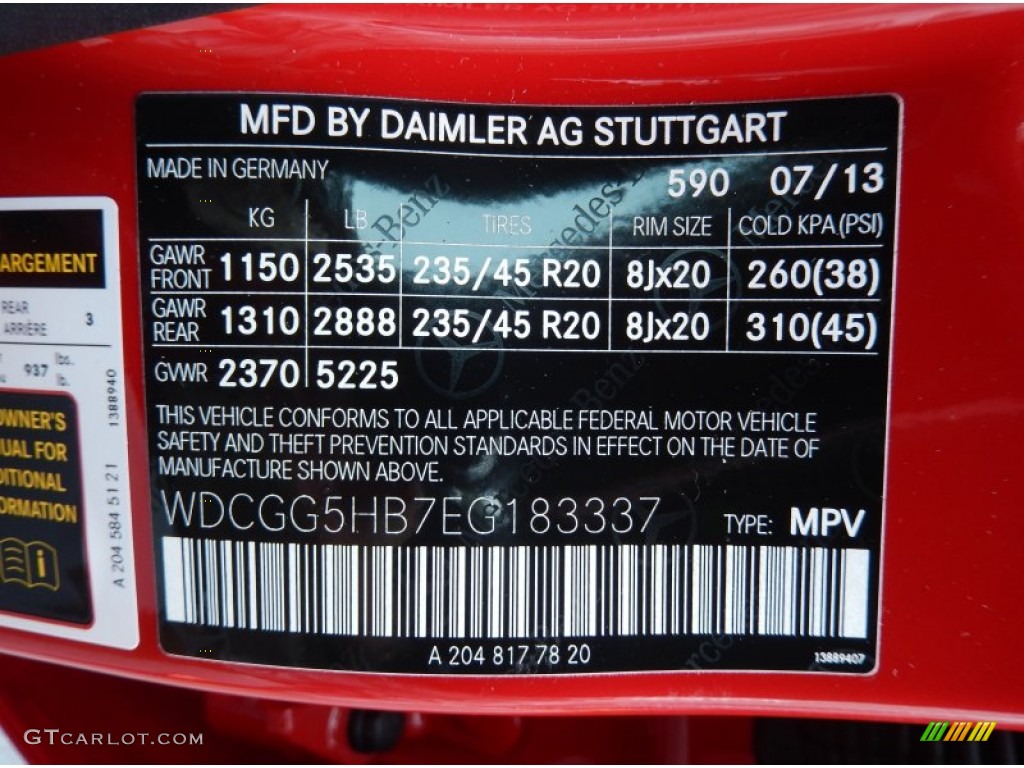 MFD BY DAIMLER AG STUTTGART
MADE IN GERMANY 590 07/13
KG LB TIRES RIM SIZE COLD KPA(PSI)
GAWR FRONT 1150 2535 235/45 R20 8Jx20 260(38)
GAWR REAR 1310 2888 235/45 R20 8Jx20 310(45)
GVWR 2370 5225
THIS VEHICLE CONFORMS TO ALL APPLICABLE FEDERAL MOTOR VEHICLE
SAFETY AND THEFT PREVENTION STANDARDS IN EFFECT ON THE DATE OF
MANUFACTURE SHOWN ABOVE.
WDCGG5HB7EG183337 TYPE: MPV
A 204 817 78 20
13889407
ARGEMENT
REAR
ARRIÈRE 3
937 lbs.
lb.
OWNER'S
UAL FOR
DITIONAL
ORMATION
A 204 584 51 21 1388940
Mercedes-Benz
GTCARLOT.COM